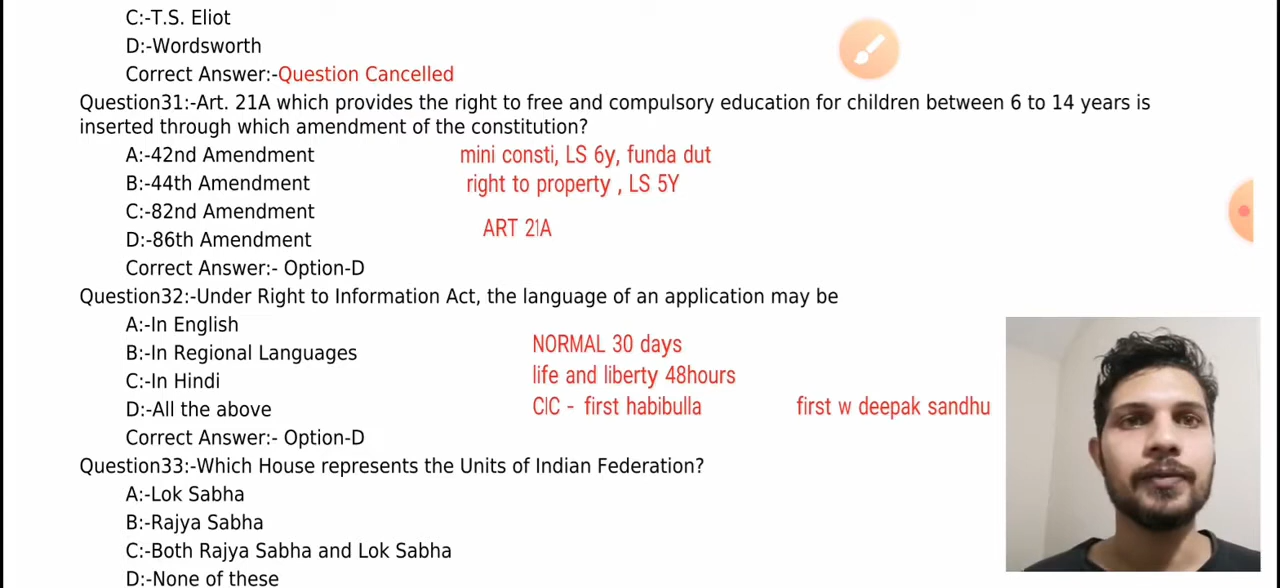 C:-T.S. Eliot
D:-Wordsworth
Correct Answer:-Question Cancelled
Question31:-Art. 21A which provides the right to free and compulsory education for children between 6 to 14 years is
inserted through which amendment of the constitution?
A:-42nd Amendment mini consti, LS 6y, funda dut
B:-44th Amendment right to property , LS 5Y
C:-82nd Amendment
ART 21A
D:-86th Amendment
Correct Answer:- Option-D
Question32:-Under Right to Information Act, the language of an application may be
A:-In English
NORMAL 30 days
B:-In Regional Languages
life and liberty 48hours
C:-In Hindi
D:-All the above CIC - first habibulla first w deepak sandhu
Correct Answer:- Option-D
Question33:-Which House represents the Units of Indian Federation?
A:-Lok Sabha
B:-Rajya Sabha
C:-Both Rajya Sabha and Lok Sabha
D:-None of these